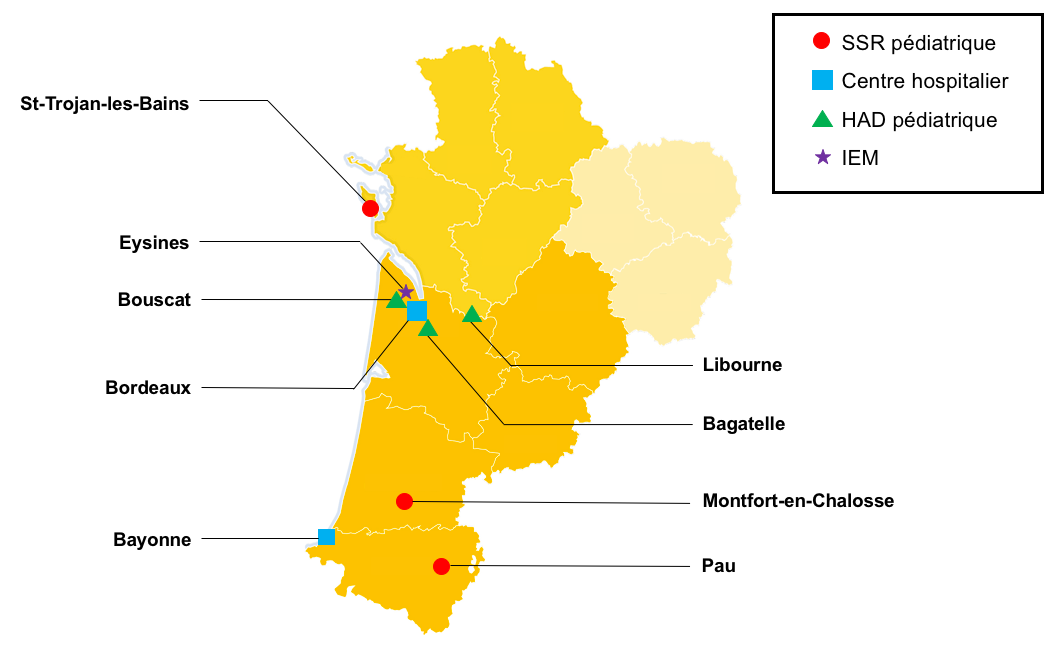 SSR pédiatrique
Centre hospitalier
HAD pédiatrique
IEM
St-Trojan-les-Bains
Eysines
Bouscat
Bordeaux
Bayonne
Libourne
Bagatelle
Montfort-en-Chalosse
Pau